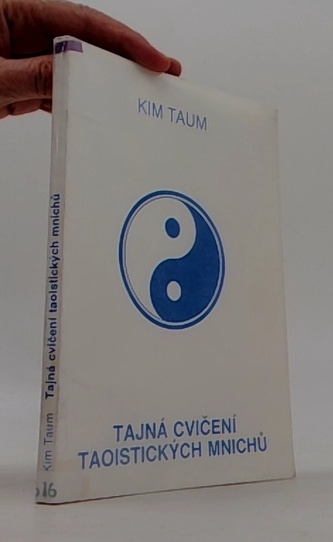 KIM TAUM
TAJNÁ CVIČENÍ
TAOISTICKÝCH MNICHŮ
Kim Taum Tajná cvičení taoistických mnichů